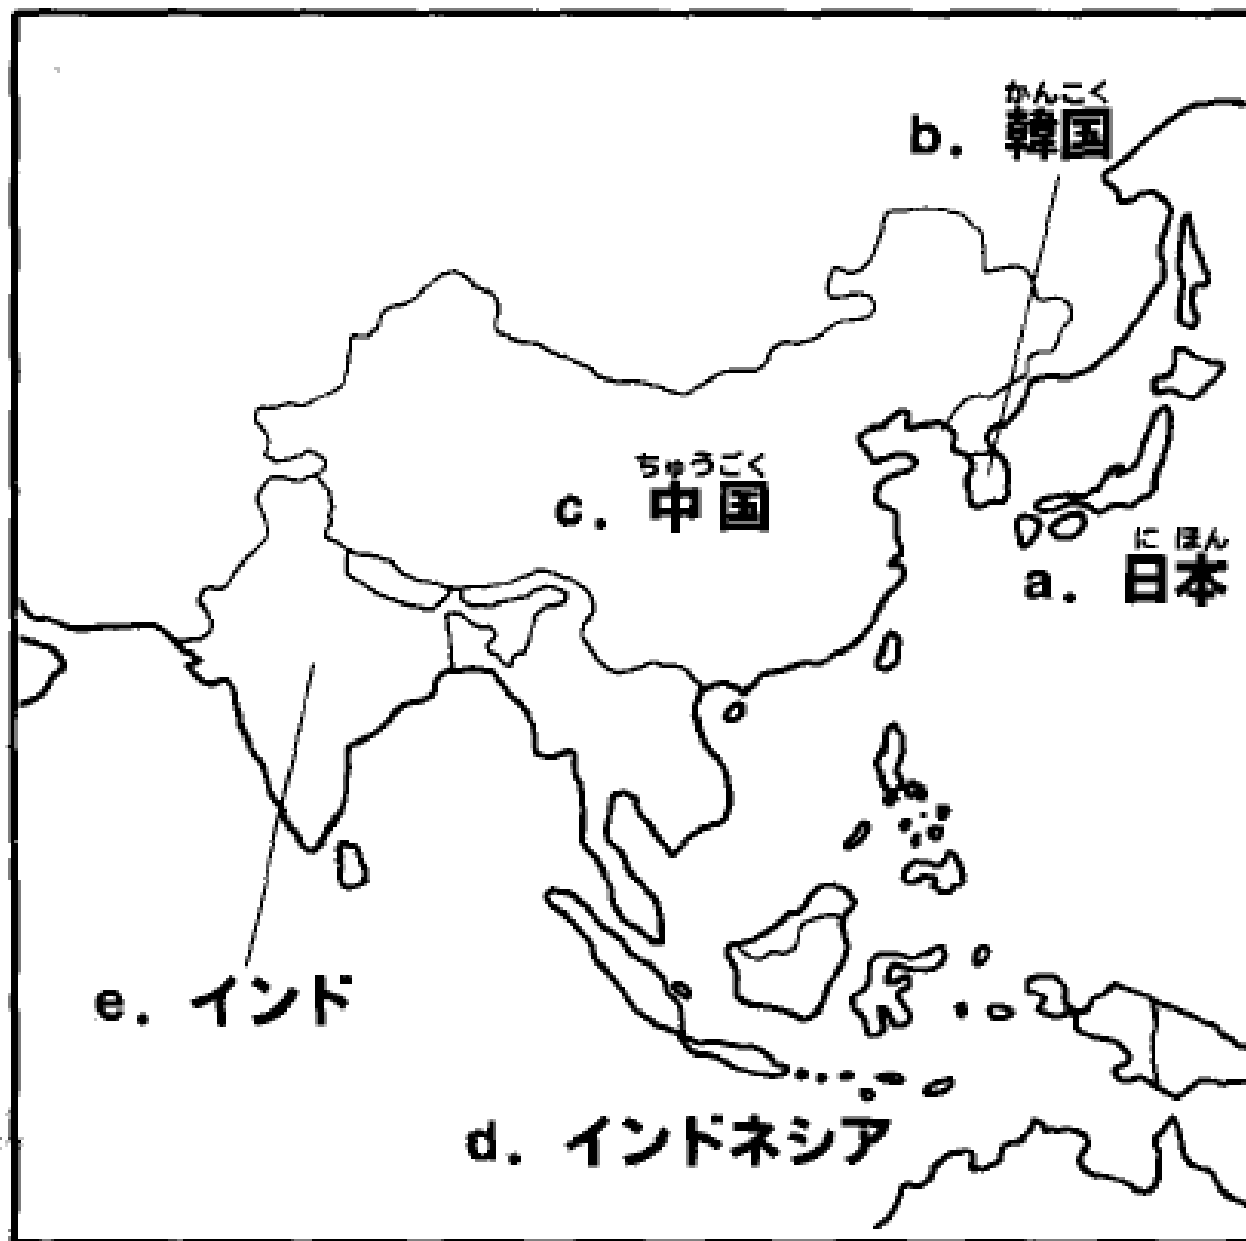 かんこく
b. 韓国
ちゅうごく
c. 中国
にほん
a. 日本
e. インド
d. インドネシア